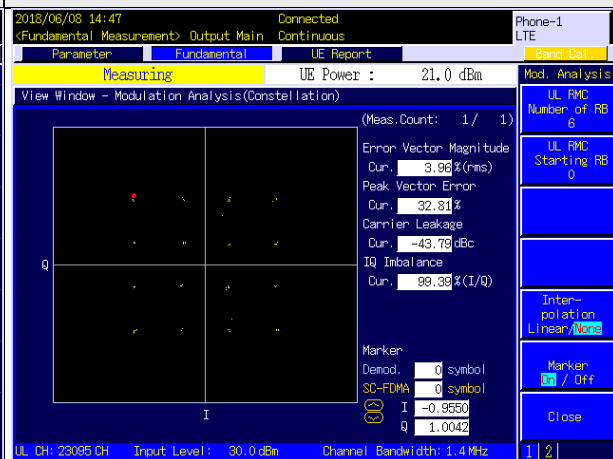 2018/06/08 14:47 Connected Phone-1
<Fundamental Measurement> Output Main Continuous LTE
Parameter Fundamental UE Report Band Cal.
Measuring UE Power : 21.0 dBm Mod. Analysis
View Window - Modulation Analysis(Constellation)
(Meas.Count: 1/ 1)
Error Vector Magnitude
Cur. 3.96 %(rms)
Peak Vector Error
Cur. 32.81 %
Carrier Leakage
Cur. -43.79 dBc
IQ Imbalance
Cur. 99.39 %(I/Q)
Marker
Demod. 0 symbol
SC-FDMA 0 symbol
I -0.9550
Q 1.0042
Q
I
UL RMC
Number of RB
6
UL RMC
Starting RB
0
Inter-
polation
Linear/None
Marker
On / Off
Close
UL CH: 23095 CH Input Level: 30.0 dBm Channel Bandwidth: 1.4 MHz 1 2